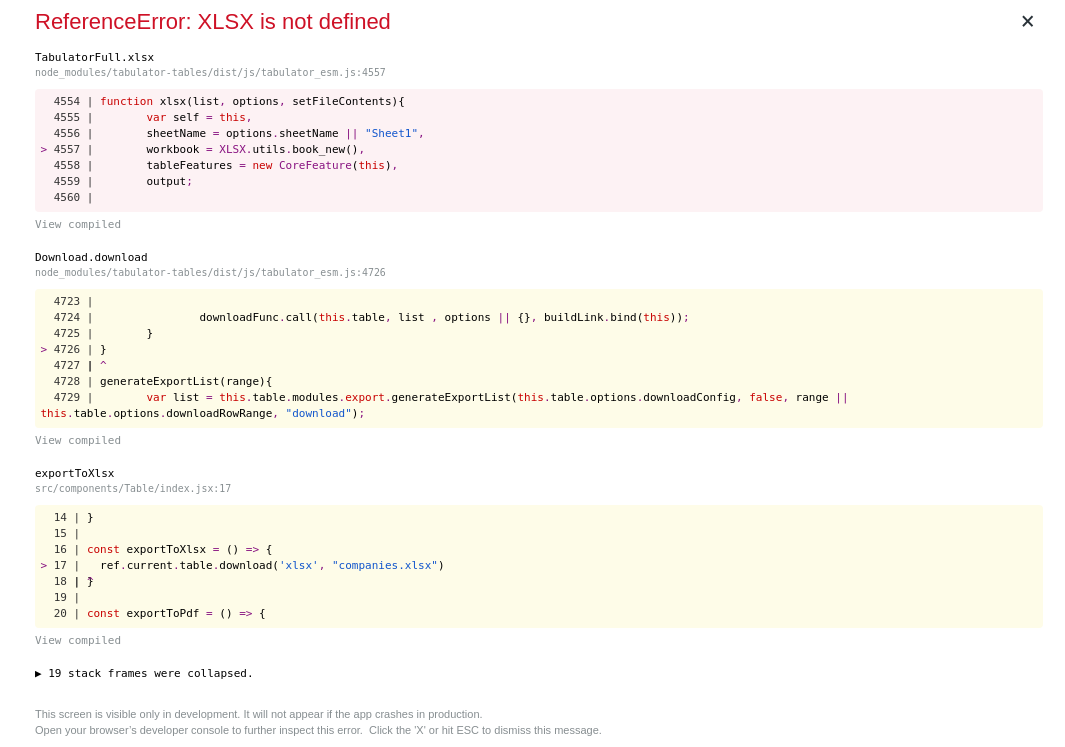 ReferenceError: XLSX is not defined
×
TabulatorFull.xlsx
node_modules/tabulator-tables/dist/js/tabulator_esm.js:4557
  4554 | function xlsx(list, options, setFileContents){
  4555 |        var self = this,
  4556 |        sheetName = options.sheetName || "Sheet1",
> 4557 |        workbook = XLSX.utils.book_new(),
  4558 |        tableFeatures = new CoreFeature(this),
  4559 |        output;
  4560 |
View compiled
Download.download
node_modules/tabulator-tables/dist/js/tabulator_esm.js:4726
  4723 |
  4724 |                downloadFunc.call(this.table, list , options || {}, buildLink.bind(this));
  4725 |        }
> 4726 | }
  4727 | ^
  4728 | generateExportList(range){
  4729 |        var list = this.table.modules.export.generateExportList(this.table.options.downloadConfig, false, range ||
this.table.options.downloadRowRange, "download");
View compiled
exportToXlsx
src/components/Table/index.jsx:17
  14 | }
  15 |
  16 | const exportToXlsx = () => {
> 17 |   ref.current.table.download('xlsx', "companies.xlsx")
  18 | }
  19 |
  20 | const exportToPdf = () => {
View compiled
▶ 19 stack frames were collapsed.
This screen is visible only in development. It will not appear if the app crashes in production.
Open your browser’s developer console to further inspect this error.  Click the 'X' or hit ESC to dismiss this message.